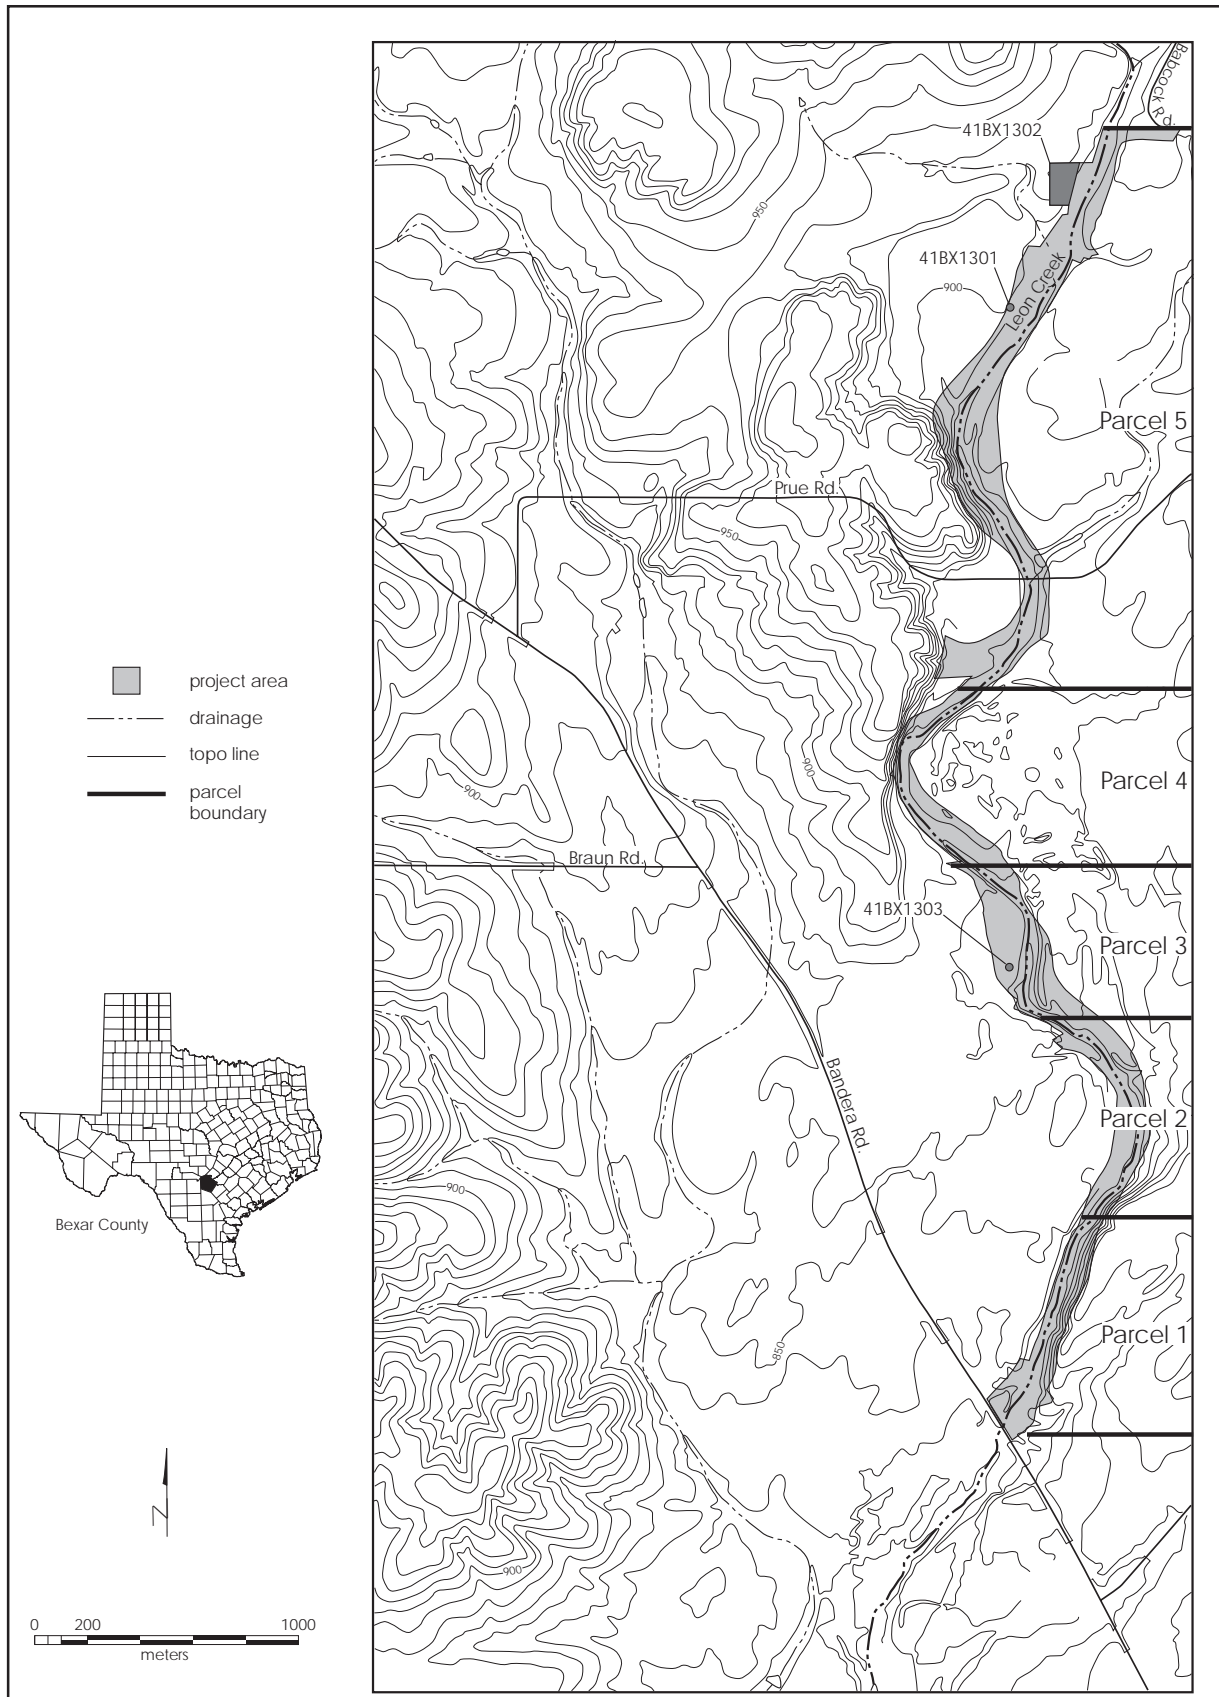 Babcock Rd.
41BX1302
950
41BX1301
900
Leon Creek
Parcel 5
Prue Rd.
950
project area
drainage
topo line
parcel
boundary
900
900
Parcel 4
Braun Rd.
41BX1303
Parcel 3
Bandera Rd.
Parcel 2
900
Bexar County
850
Parcel 1
N
900
0 200 1000
meters